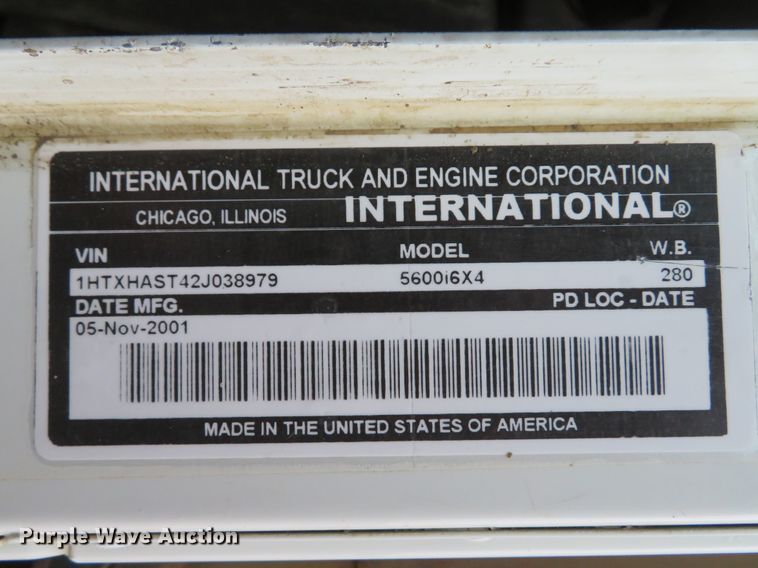 INTERNATIONAL TRUCK AND ENGINE CORPORATION
CHICAGO, ILLINOIS INTERNATIONAL®
VIN MODEL W.B.
1HTXHAST42J038979 5600i6X4 280
DATE MFG. PD LOC - DATE
05-Nov-2001
MADE IN THE UNITED STATES OF AMERICA
Purple Wave Auction